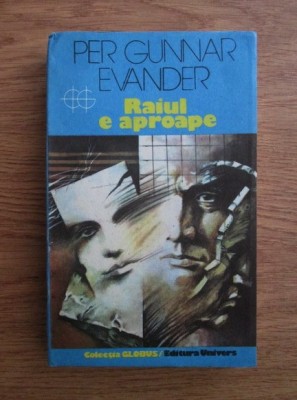 PER GUNNAR
EVANDER
Raiul
e aproape
Colecția GLOBUS / Editura Univers